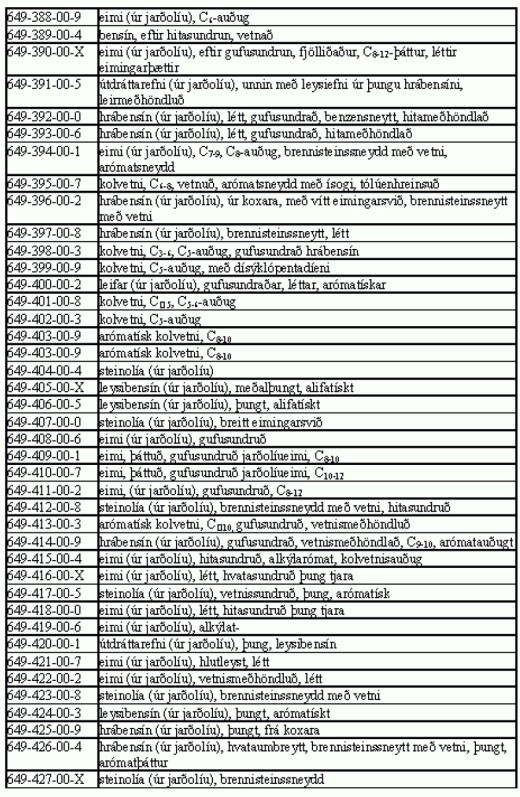 649-388-00-9 eimi (úr jarðolíu), C₆-auðug
649-389-00-4 bensín, eftir hitasundrun, vetnað
649-390-00-X eimi (úr jarðolíu), eftir gufusundrun, fjölliðaður, C₈₋₁₂-þáttur, léttir
eimingarþættir
649-391-00-5 útdráttarefni (úr jarðolíu), unnin með leysiefni úr þungu hrábensíni,
leirmeðhöndluð
649-392-00-0 hrábensín (úr jarðolíu), létt, gufusundrað, benzensneytt, hitameðhöndlað
649-393-00-6 hrábensín (úr jarðolíu), létt, gufusundrað, hitameðhöndlað
649-394-00-1 eimi (úr jarðolíu), C₇₋₉, C₈-auðug, brennisteinssneydd með vetni,
arómatsneydd
649-395-00-7 kolvetni, C₆₋₈, vetnuð, arómatsneydd með ísogi, tólúenhreinsuð
649-396-00-2 hrábensín (úr jarðolíu), úr koxara, með vítt eimingarsvið, brennisteinssneytt
með vetni
649-397-00-8 hrábensín (úr jarðolíu), brennisteinssneytt, létt
649-398-00-3 kolvetni, C₃₋₆, C₅-auðug, gufusundrað hrábensín
649-399-00-9 kolvetni, C₅-auðug, með dísýklópentadíeni
649-400-00-2 leifar (úr jarðolíu), gufusundraðar, léttar, arómatískar
649-401-00-8 kolvetni, C□₅, C₅₋₆-auðug
649-402-00-3 kolvetni, C₅-auðug
649-403-00-9 arómatísk kolvetni, C₈₋₁₀
649-403-00-9 arómatísk kolvetni, C₈₋₁₀
649-404-00-4 steinolía (úr jarðolíu)
649-405-00-X leysibensín (úr jarðolíu), meðalþungt, alifatískt
649-406-00-5 leysibensín (úr jarðolíu), þungt, alifatískt
649-407-00-0 steinolía (úr jarðolíu), breitt eimingarsvið
649-408-00-6 eimi (úr jarðolíu), gufusundruð
649-409-00-1 eimi, þáttuð, gufusundruð jarðolíueimi, C₈₋₁₀
649-410-00-7 eimi, þáttuð, gufusundruð jarðolíueimi, C₁₀₋₁₂
649-411-00-2 eimi, (úr jarðolíu), gufusundruð, C₈₋₁₂
649-412-00-8 steinolía (úr jarðolíu), brennisteinssneydd með vetni, hitasundruð
649-413-00-3 arómatísk kolvetni, C□₁₀, gufusundruð, vetnismeðhöndluð
649-414-00-9 hrábensín (úr jarðolíu), gufusundrað, vetnismeðhöndlað, C₉₋₁₀, arómatauðugt
649-415-00-4 eimi (úr jarðolíu), hitasundruð, alkýlarómat, kolvetnisauðug
649-416-00-X eimi (úr jarðolíu), létt, hvatasundruð þung tjara
649-417-00-5 steinolía (úr jarðolíu), vetnissundruð, þung, arómatísk
649-418-00-0 eimi (úr jarðolíu), létt, hitasundruð þung tjara
649-419-00-6 eimi (úr jarðolíu), alkýlat-
649-420-00-1 útdráttarefni (úr jarðolíu), þung, leysibensín
649-421-00-7 eimi (úr jarðolíu), hlutleyst, létt
649-422-00-2 eimi (úr jarðolíu), vetnismeðhöndluð, létt
649-423-00-8 steinolía (úr jarðolíu), brennisteinssneydd með vetni
649-424-00-3 leysibensín (úr jarðolíu), þungt, arómatískt
649-425-00-9 hrábensín (úr jarðolíu), þungt, frá koxara
649-426-00-4 hrábensín (úr jarðolíu), hvataumbreytt, brennisteinssneytt með vetni, þungt,
arómatþáttur
649-427-00-X steinolía (úr jarðolíu), brennisteinssneydd